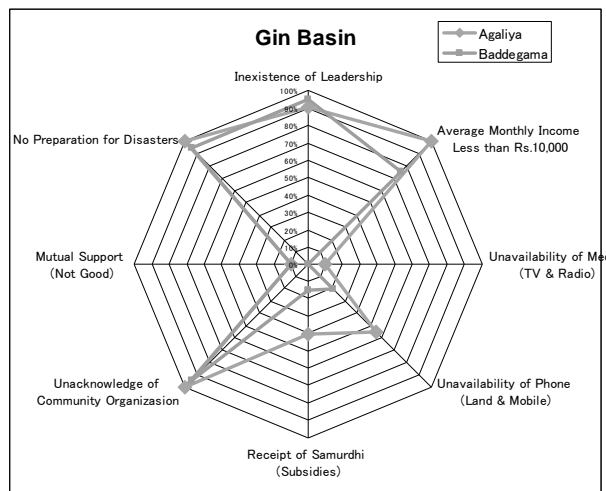 Gin Basin
Agaliya
Baddegama
Inexistence of Leadership
100%
90%
80%
70%
60%
50%
40%
30%
20%
10%
0%
No Preparation for Disasters
Average Monthly Income
Less than Rs.10,000
Mutual Support
(Not Good)
Unavailability of Med
(TV & Radio)
Unacknowledge of
Community Organizasion
Unavailability of Phone
(Land & Mobile)
Receipt of Samurdhi
(Subsidies)